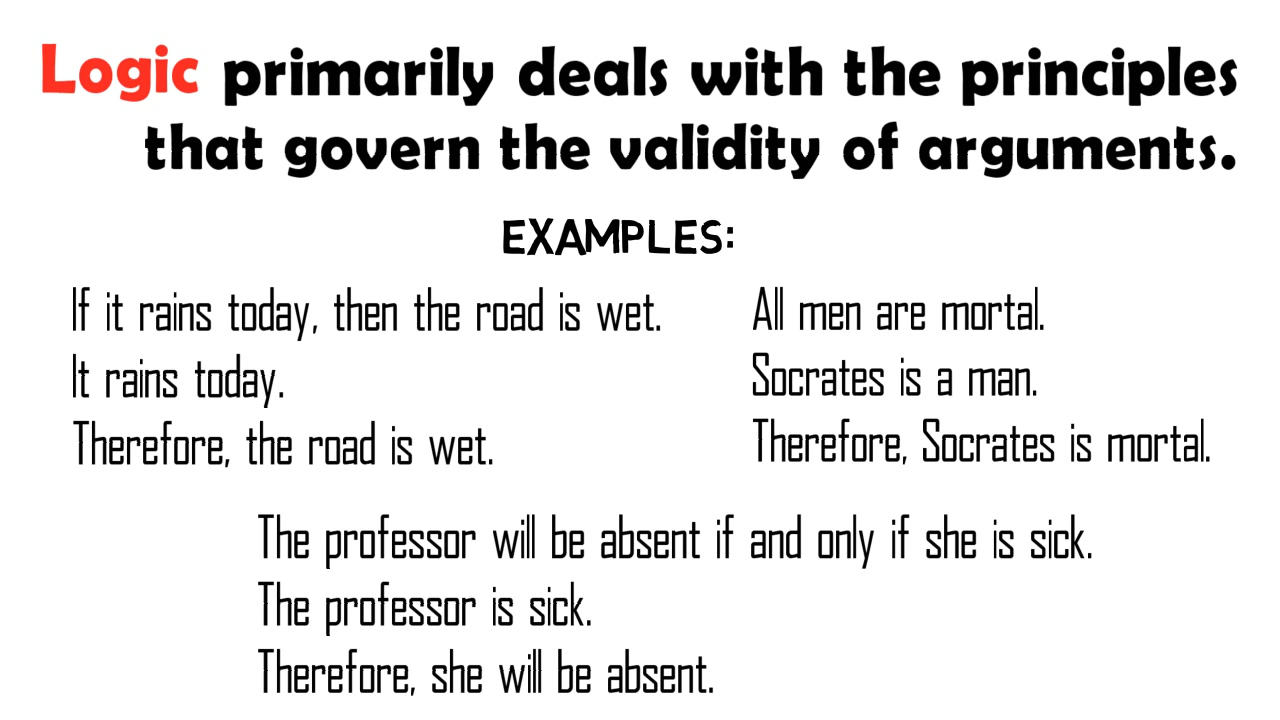 Logic primarily deals with the principles
that govern the validity of arguments.
EXAMPLES:
If it rains today, then the road is wet.
It rains today.
Therefore, the road is wet.
All men are mortal.
Socrates is a man.
Therefore, Socrates is mortal.
The professor will be absent if and only if she is sick.
The professor is sick.
Therefore, she will be absent.